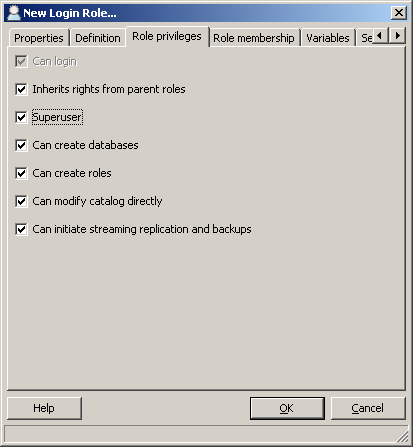 New Login Role...
Properties Definition Role privileges Role membership Variables Se
Can login
Inherits rights from parent roles
Superuser
Can create databases
Can create roles
Can modify catalog directly
Can initiate streaming replication and backups
Help OK Cancel